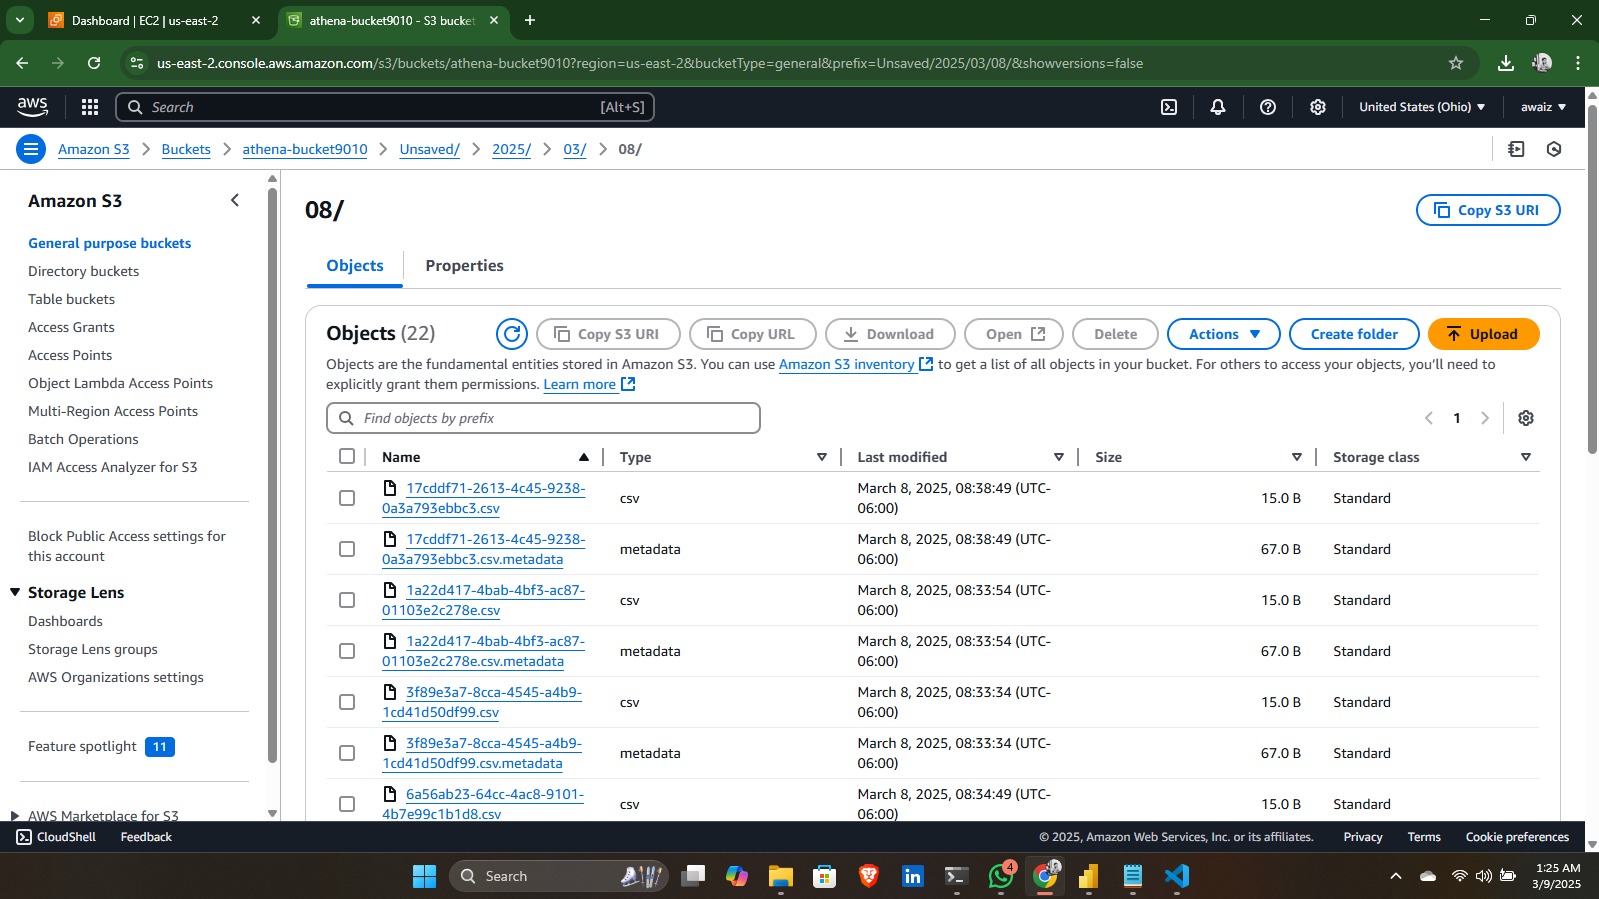 Dashboard | EC2 | us-east-2
athena-bucket9010 - S3 bucket
us-east-2.console.aws.amazon.com/s3/buckets/athena-bucket9010?region=us-east-2&bucketType=general&prefix=Unsaved/2025/03/08/&showversions=false
aws
Search
[Alt+S]
United States (Ohio)
awaiz
Amazon S3
Buckets
athena-bucket9010
Unsaved/
2025/
03/
08/
Amazon S3
General purpose buckets
Directory buckets
Table buckets
Access Grants
Access Points
Object Lambda Access Points
Multi-Region Access Points
Batch Operations
IAM Access Analyzer for S3
Block Public Access settings for
this account
Storage Lens
Dashboards
Storage Lens groups
AWS Organizations settings
Feature spotlight 11
AWS Marketplace for S3
08/
Copy S3 URI
Objects
Properties
Objects (22)
Copy S3 URI
Copy URL
Download
Open
Delete
Actions
Create folder
Upload
Objects are the fundamental entities stored in Amazon S3. You can use Amazon S3 inventory to get a list of all objects in your bucket. For others to access your objects, you'll need to
explicitly grant them permissions. Learn more
Find objects by prefix
1
Name Type Last modified Size Storage class
17cddf71-2613-4c45-9238-
0a3a793ebbc3.csv
csv
March 8, 2025, 08:38:49 (UTC-
06:00)
15.0 B
Standard
17cddf71-2613-4c45-9238-
0a3a793ebbc3.csv.metadata
metadata
March 8, 2025, 08:38:49 (UTC-
06:00)
67.0 B
Standard
1a22d417-4bab-4bf3-ac87-
01103e2c278e.csv
csv
March 8, 2025, 08:33:54 (UTC-
06:00)
15.0 B
Standard
1a22d417-4bab-4bf3-ac87-
01103e2c278e.csv.metadata
metadata
March 8, 2025, 08:33:54 (UTC-
06:00)
67.0 B
Standard
3f89e3a7-8cca-4545-a4b9-
1cd41d50df99.csv
csv
March 8, 2025, 08:33:34 (UTC-
06:00)
15.0 B
Standard
3f89e3a7-8cca-4545-a4b9-
1cd41d50df99.csv.metadata
metadata
March 8, 2025, 08:33:34 (UTC-
06:00)
67.0 B
Standard
6a56ab23-64cc-4ac8-9101-
4b7e99c1b1d8.csv
csv
March 8, 2025, 08:34:49 (UTC-
06:00)
15.0 B
Standard
CloudShell
Feedback
© 2025, Amazon Web Services, Inc. or its affiliates.
Privacy
Terms
Cookie preferences
Search
in
4
1:25 AM
3/9/2025